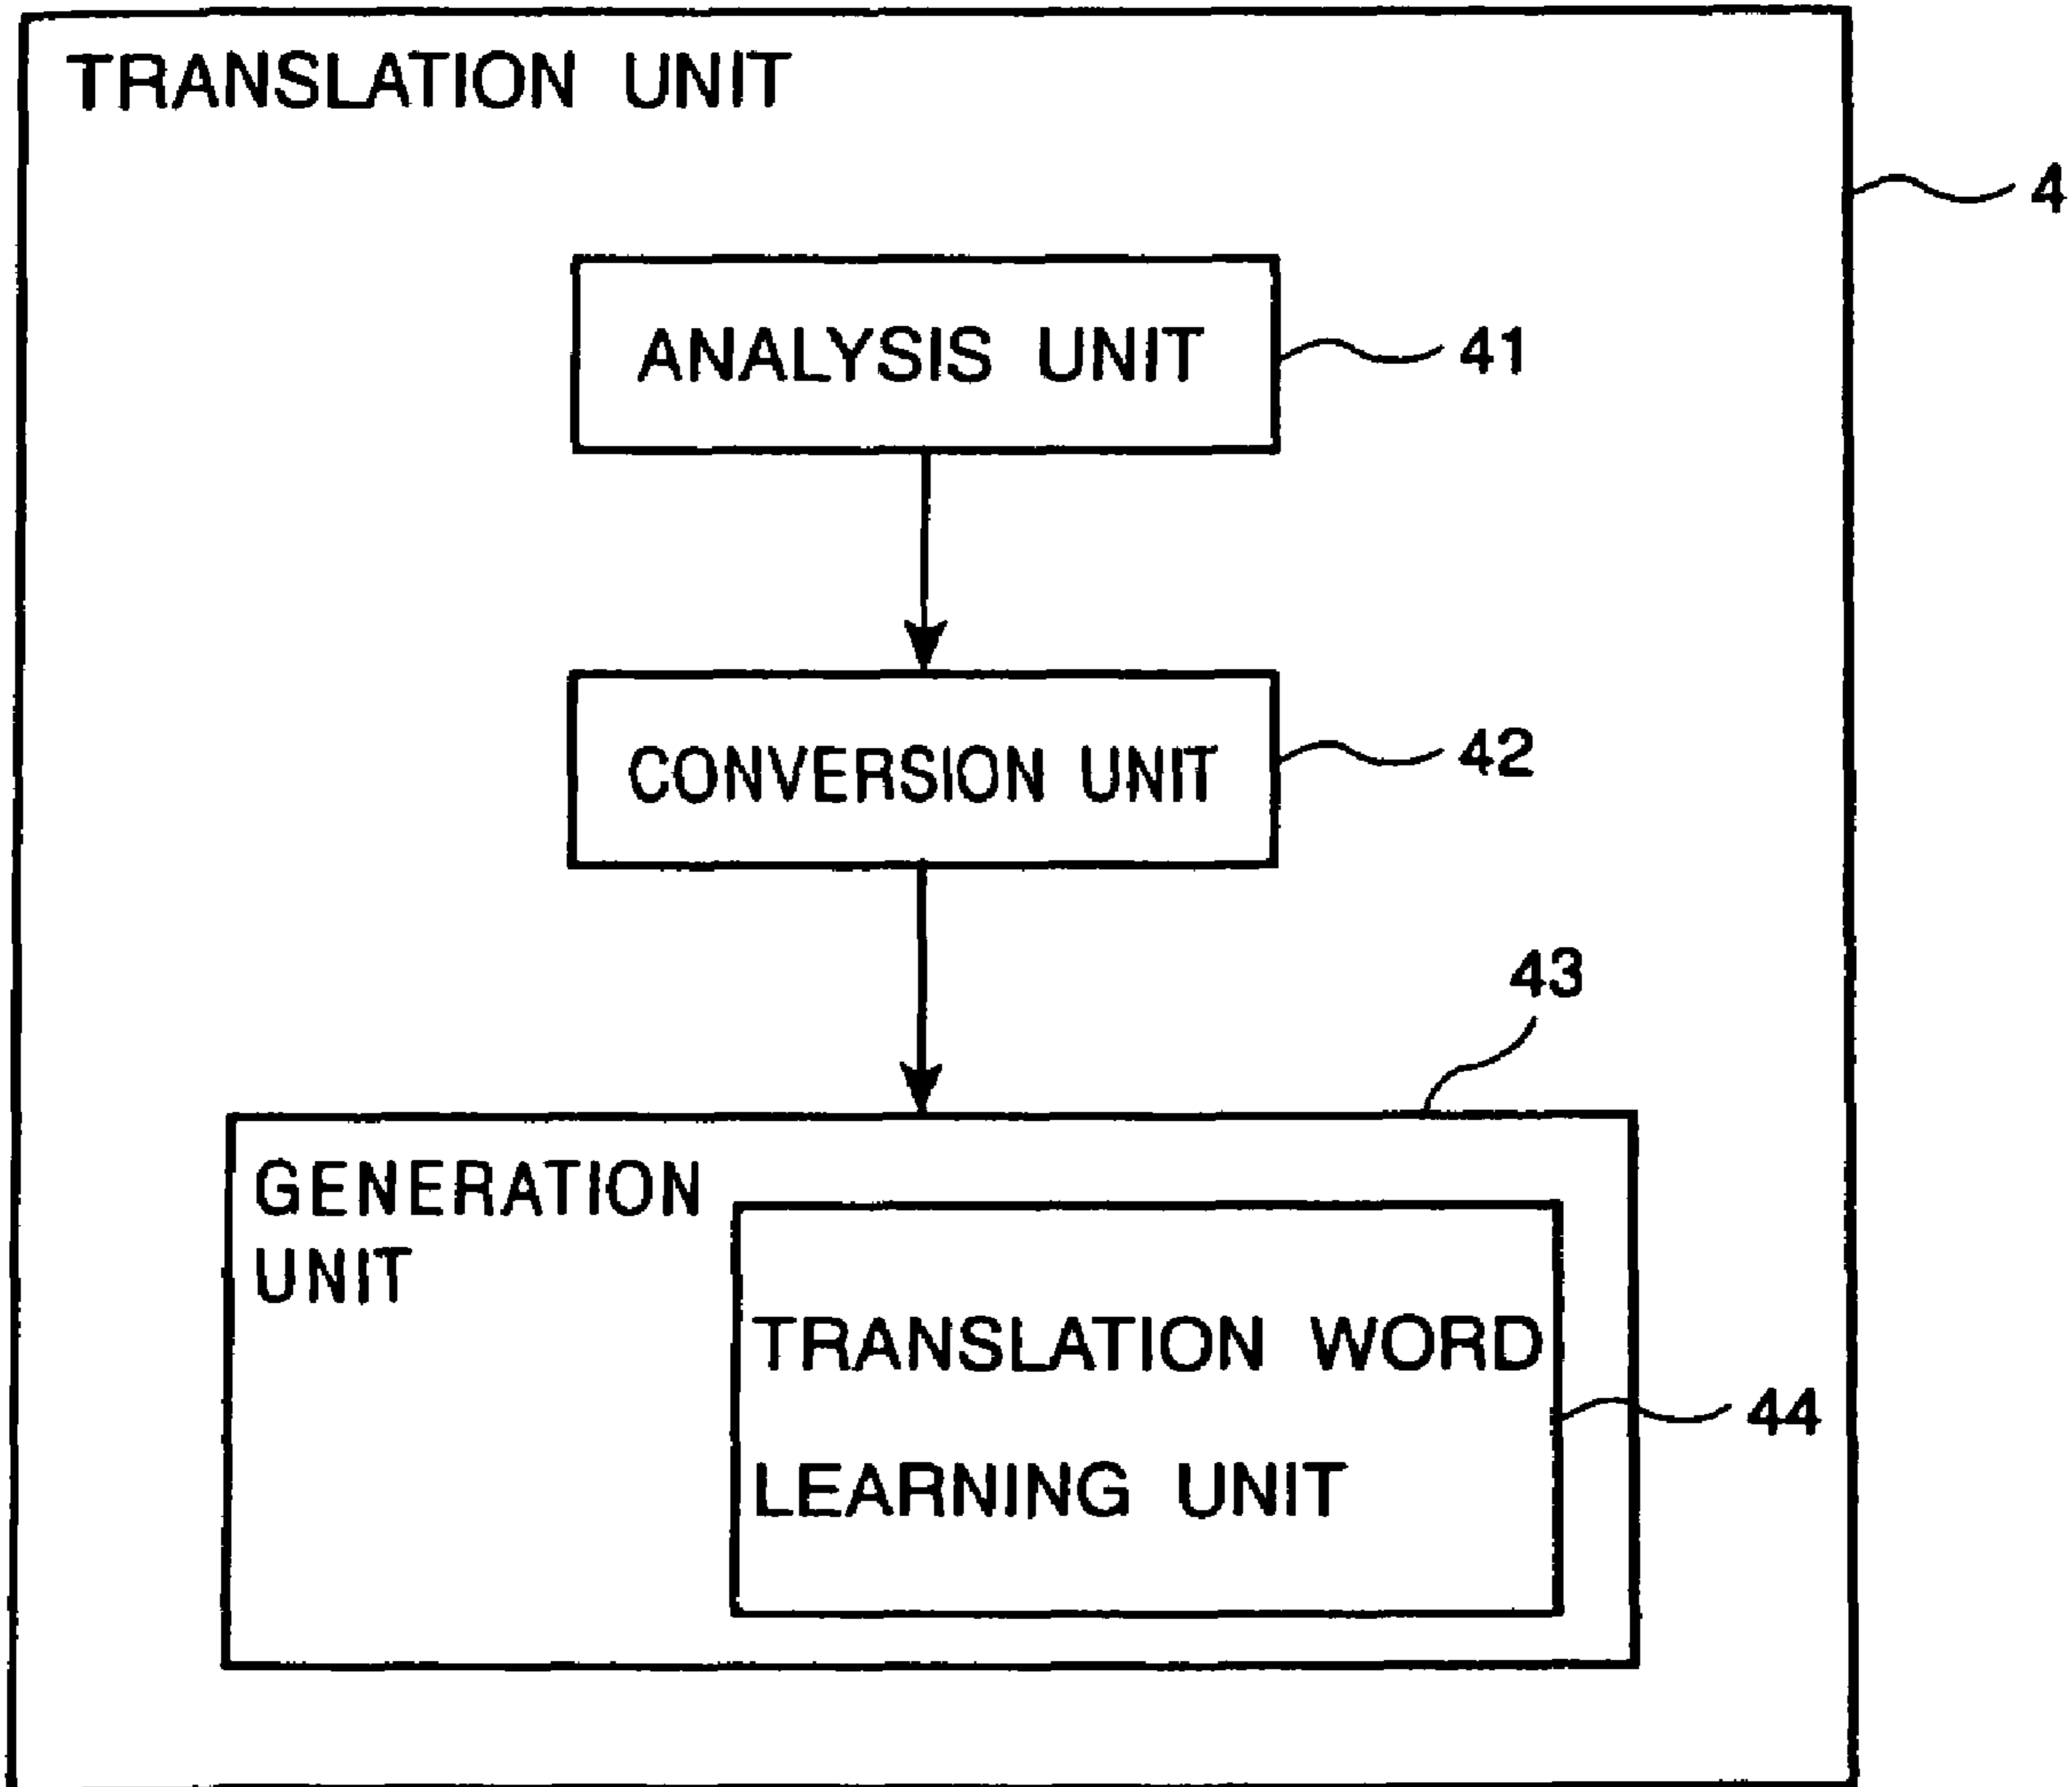 TRANSLATION UNIT
4
ANALYSIS UNIT
41
CONVERSION UNIT
42
43
GENERATION
UNIT
TRANSLATION WORD
44
LEARNING UNIT